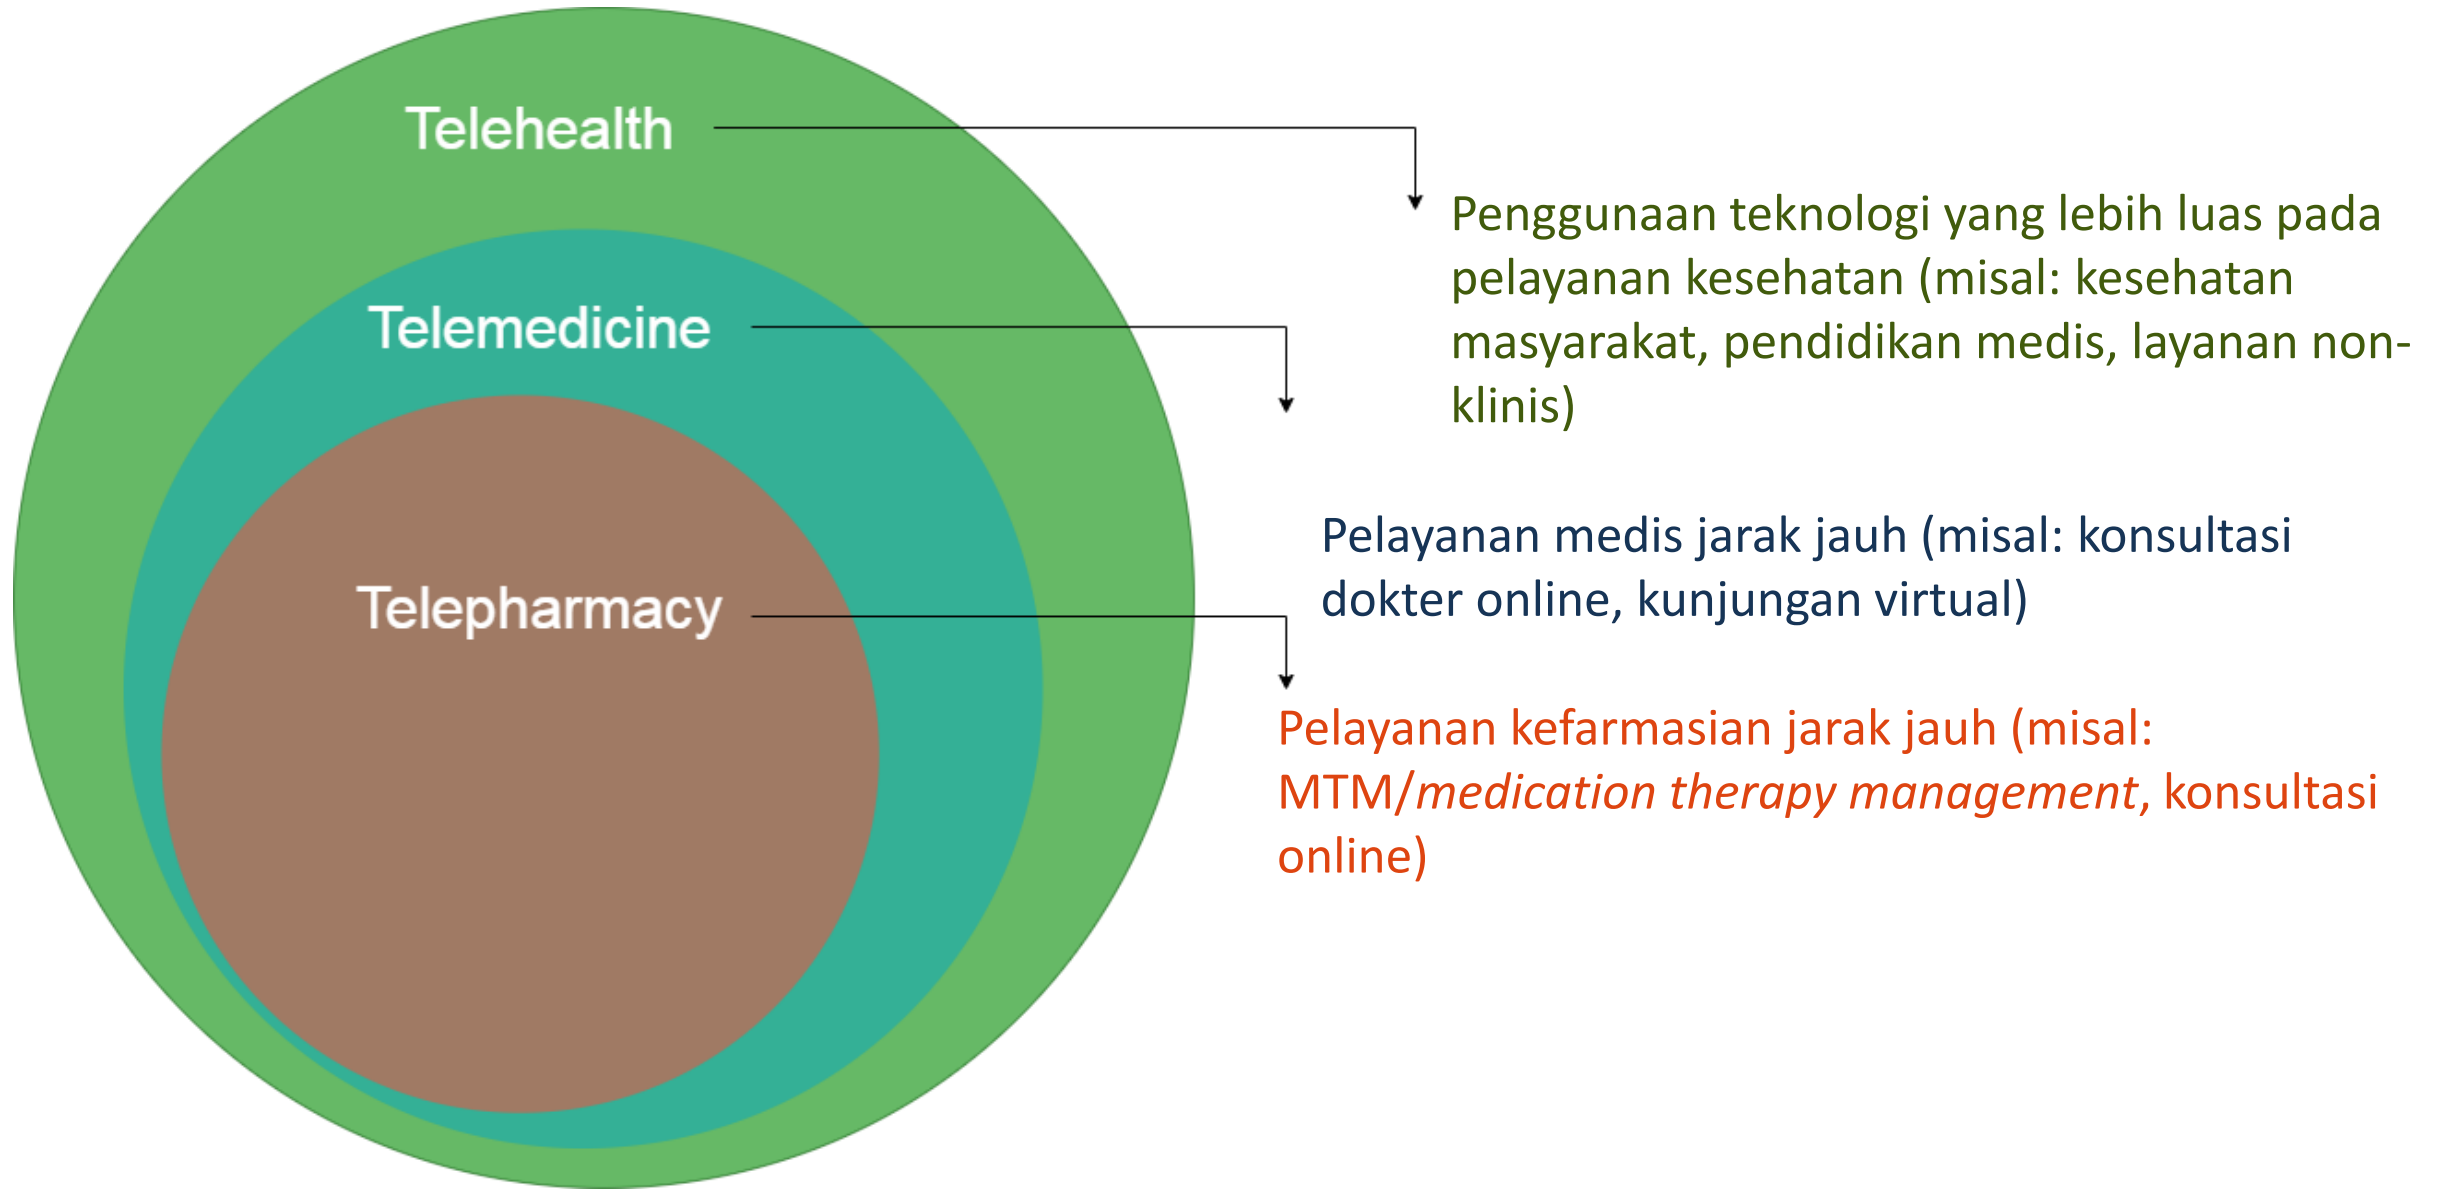 Telehealth
Penggunaan teknologi yang lebih luas pada
pelayanan kesehatan (misal: kesehatan
masyarakat, pendidikan medis, layanan non-
klinis)
Telemedicine
Pelayanan medis jarak jauh (misal: konsultasi
dokter online, kunjungan virtual)
Telepharmacy
Pelayanan kefarmasian jarak jauh (misal:
MTM/medication therapy management, konsultasi
online)